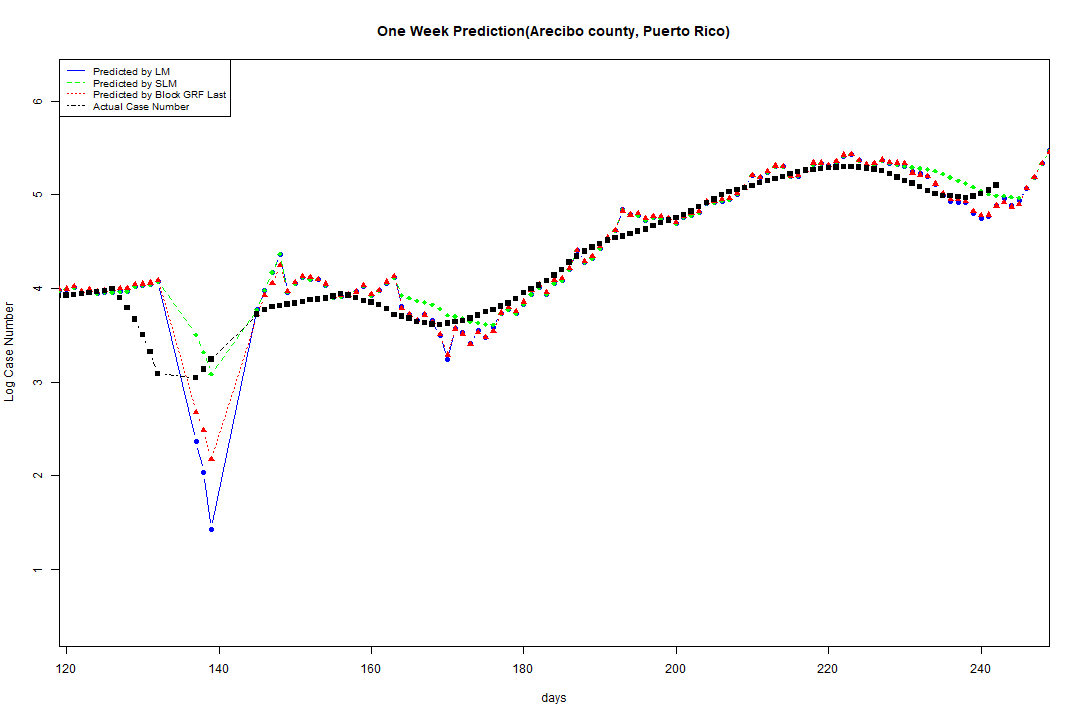 One Week Prediction(Arecibo county, Puerto Rico)
Predicted by LM
Predicted by SLM
Predicted by Block GRF Last
Actual Case Number
6
5
4
3
2
1
Log Case Number
120 140 160 180 200 220 240
days